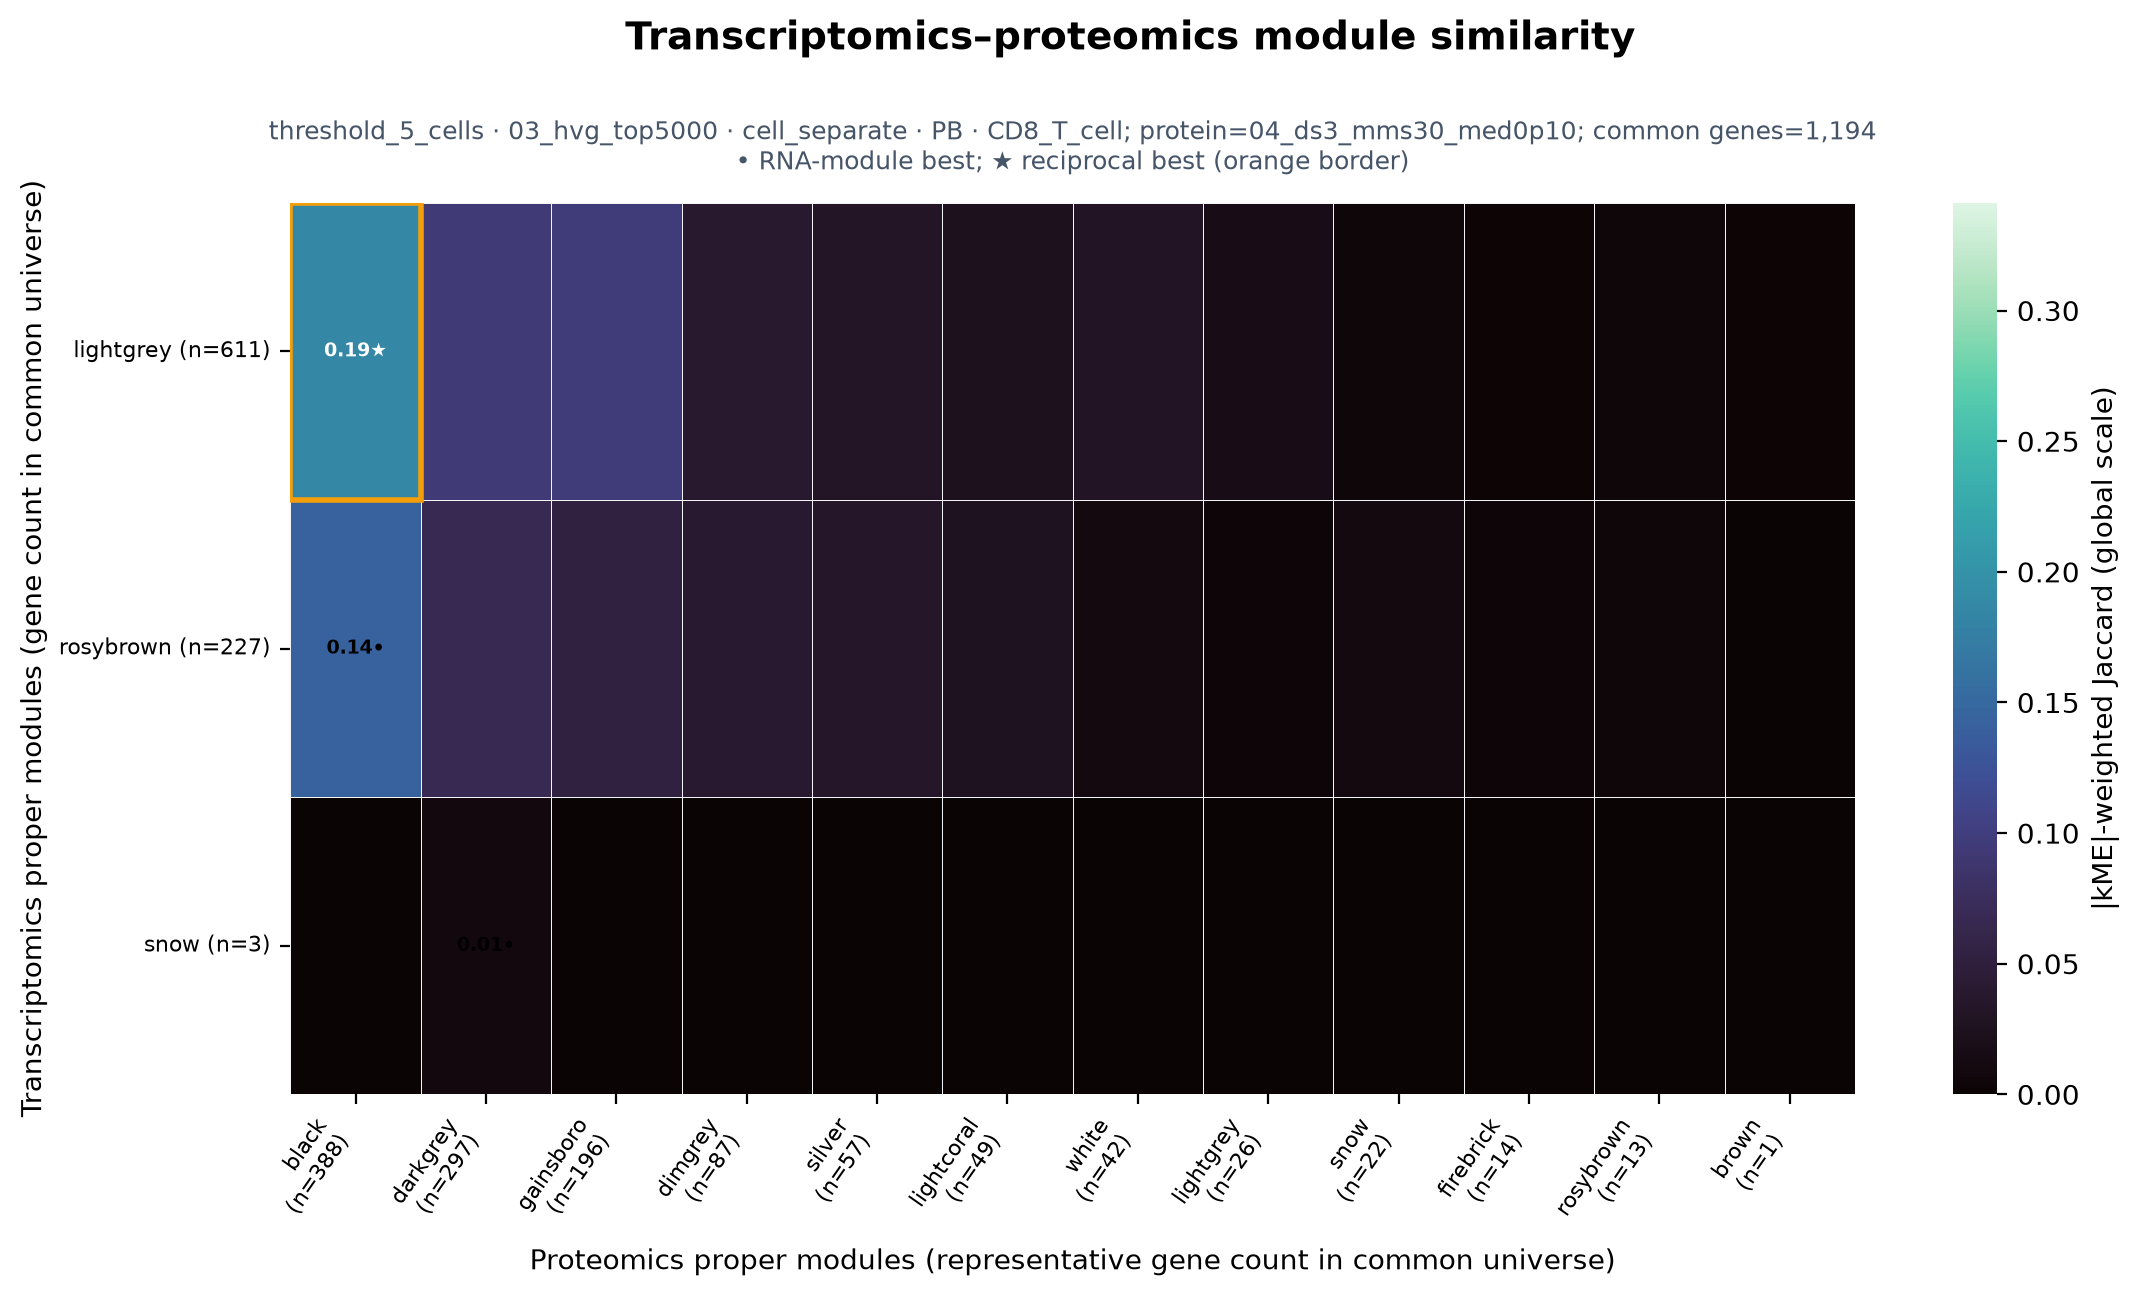 Transcriptomics–proteomics module similarity
threshold_5_cells · 03_hvg_top5000 · cell_separate · PB · CD8_T_cell; protein=04_ds3_mms30_med0p10; common genes=1,194
• RNA-module best; ★ reciprocal best (orange border)
Transcriptomics proper modules (gene count in common universe)
lightgrey (n=611)
rosybrown (n=227)
snow (n=3)
0.19★
0.14•
0.01•
black
(n=388)
darkgrey
(n=297)
gainsboro
(n=196)
dimgrey
(n=87)
silver
(n=57)
lightcoral
(n=49)
white
(n=42)
lightgrey
(n=26)
snow
(n=22)
firebrick
(n=14)
rosybrown
(n=13)
brown
(n=1)
Proteomics proper modules (representative gene count in common universe)
0.30
0.25
0.20
0.15
0.10
0.05
0.00
|kME|-weighted Jaccard (global scale)